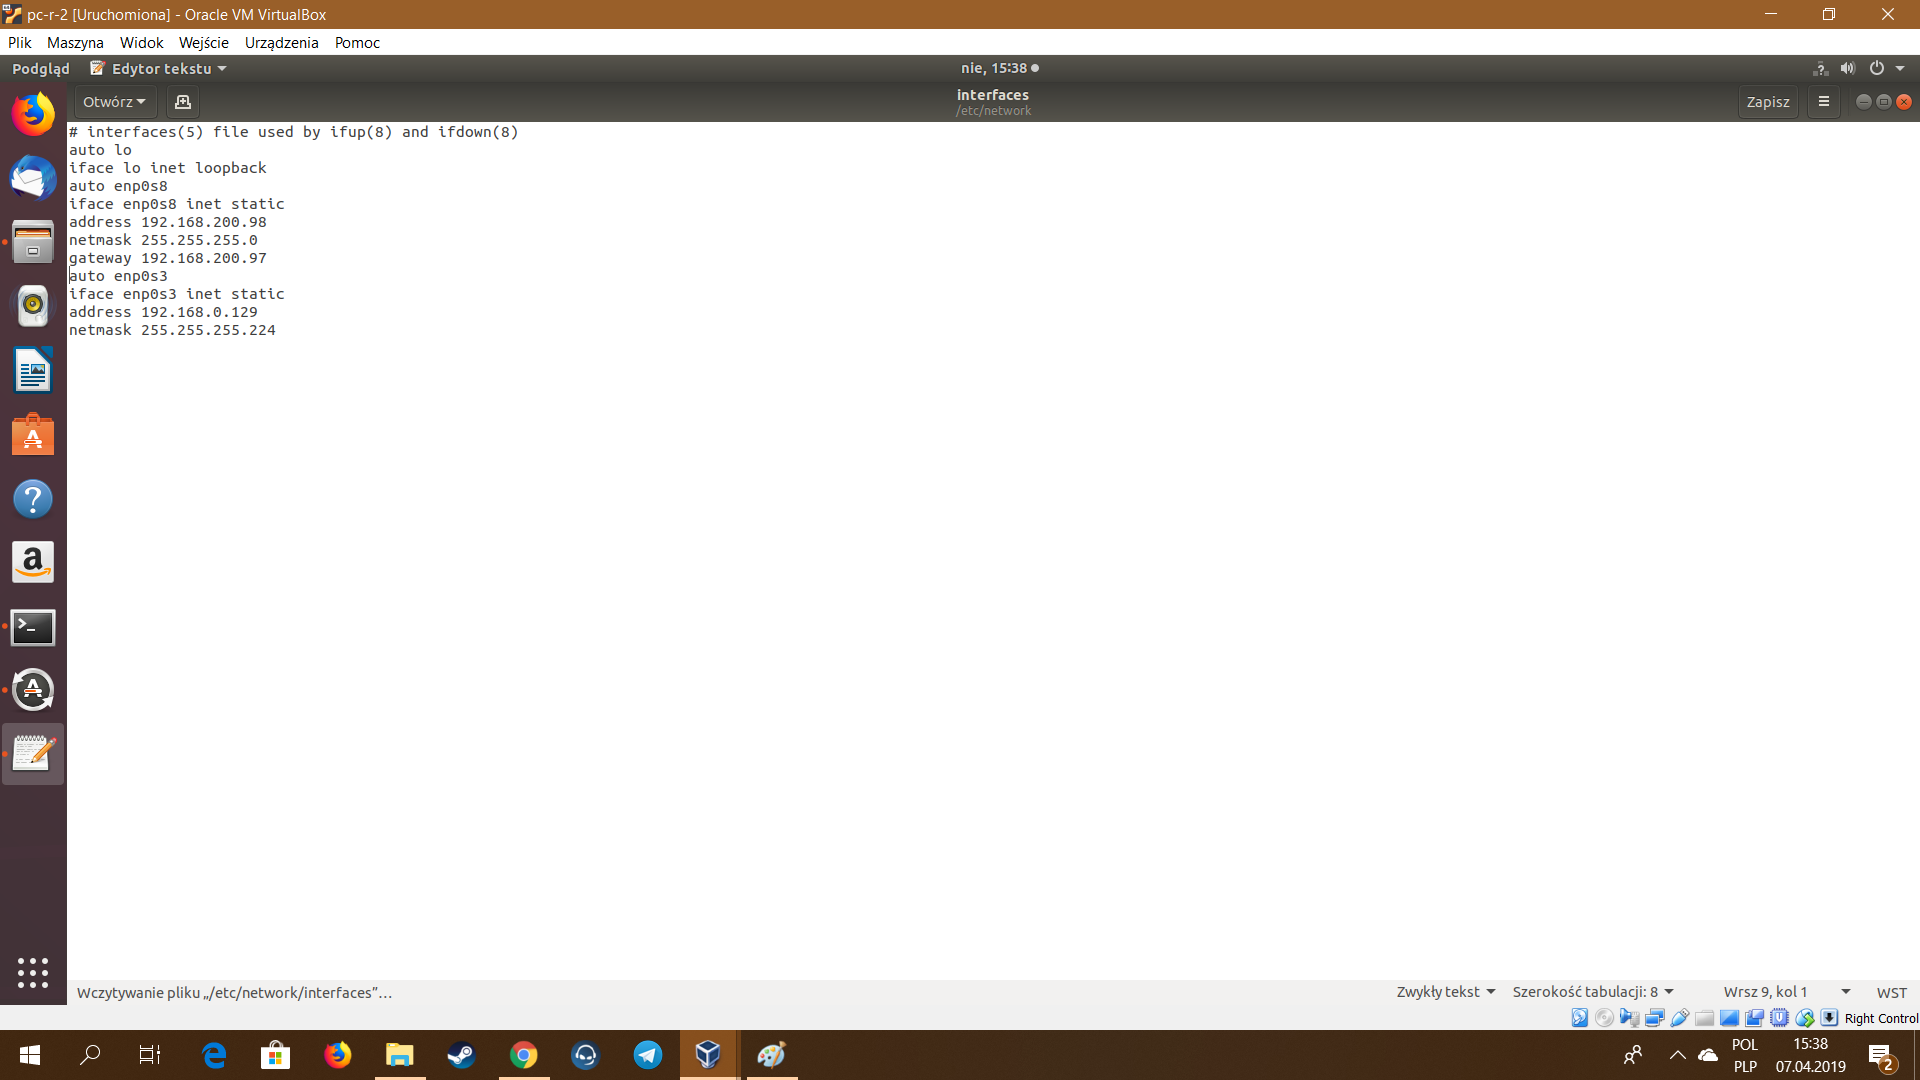 pc-r-2 [Uruchomiona] - Oracle VM VirtualBox
Plik Maszyna Widok Wejście Urządzenia Pomoc
Podgląd Edytor tekstu nie, 15:38
Otwórz interfaces Zapisz
/etc/network
# interfaces(5) file used by ifup(8) and ifdown(8)
auto lo
iface lo inet loopback
auto enp0s8
iface enp0s8 inet static
address 192.168.200.98
netmask 255.255.255.0
gateway 192.168.200.97
auto enp0s3
iface enp0s3 inet static
address 192.168.0.129
netmask 255.255.255.224
Wczytywanie pliku „/etc/network/interfaces”… Zwykły tekst Szerokość tabulacji: 8 Wrsz 9, kol 1 WST
Right Control
POL 15:38
PLP 07.04.2019 2